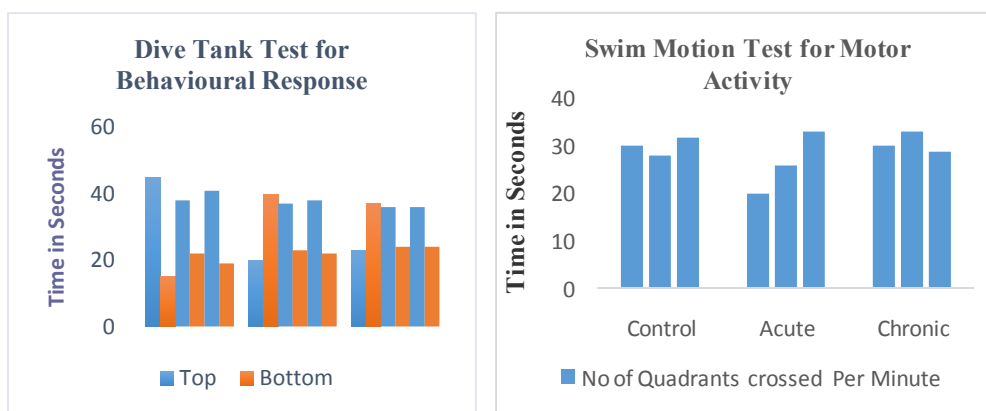 Dive Tank Test for
Behavioural Response
Time in Seconds
60
40
20
0
Top Bottom
Swim Motion Test for Motor
Activity
Time in Seconds
40
30
20
10
0
Control Acute Chronic
No of Quadrants crossed Per Minute